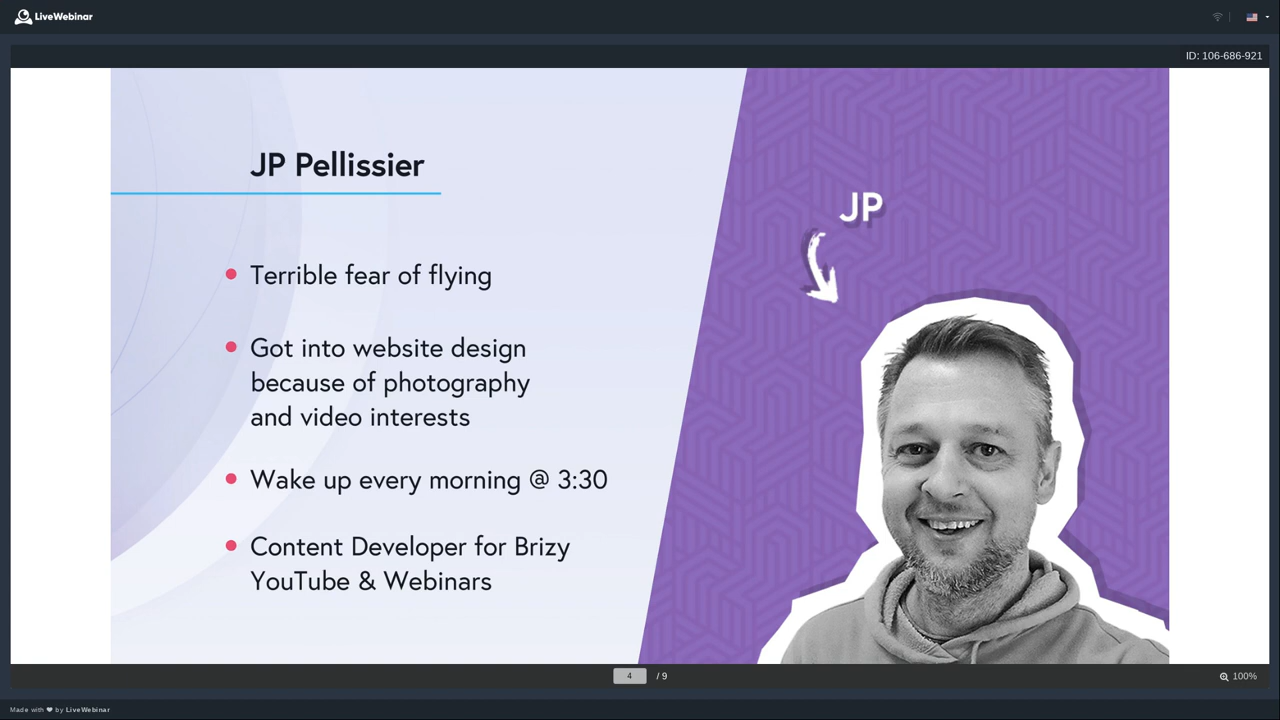 LiveWebinar
ID: 106-686-921
JP Pellissier
JP
Terrible fear of flying
Got into website design
because of photography
and video interests
Wake up every morning @ 3:30
Content Developer for Brizy
YouTube & Webinars
4 / 9
100%
Made with ❤ by LiveWebinar